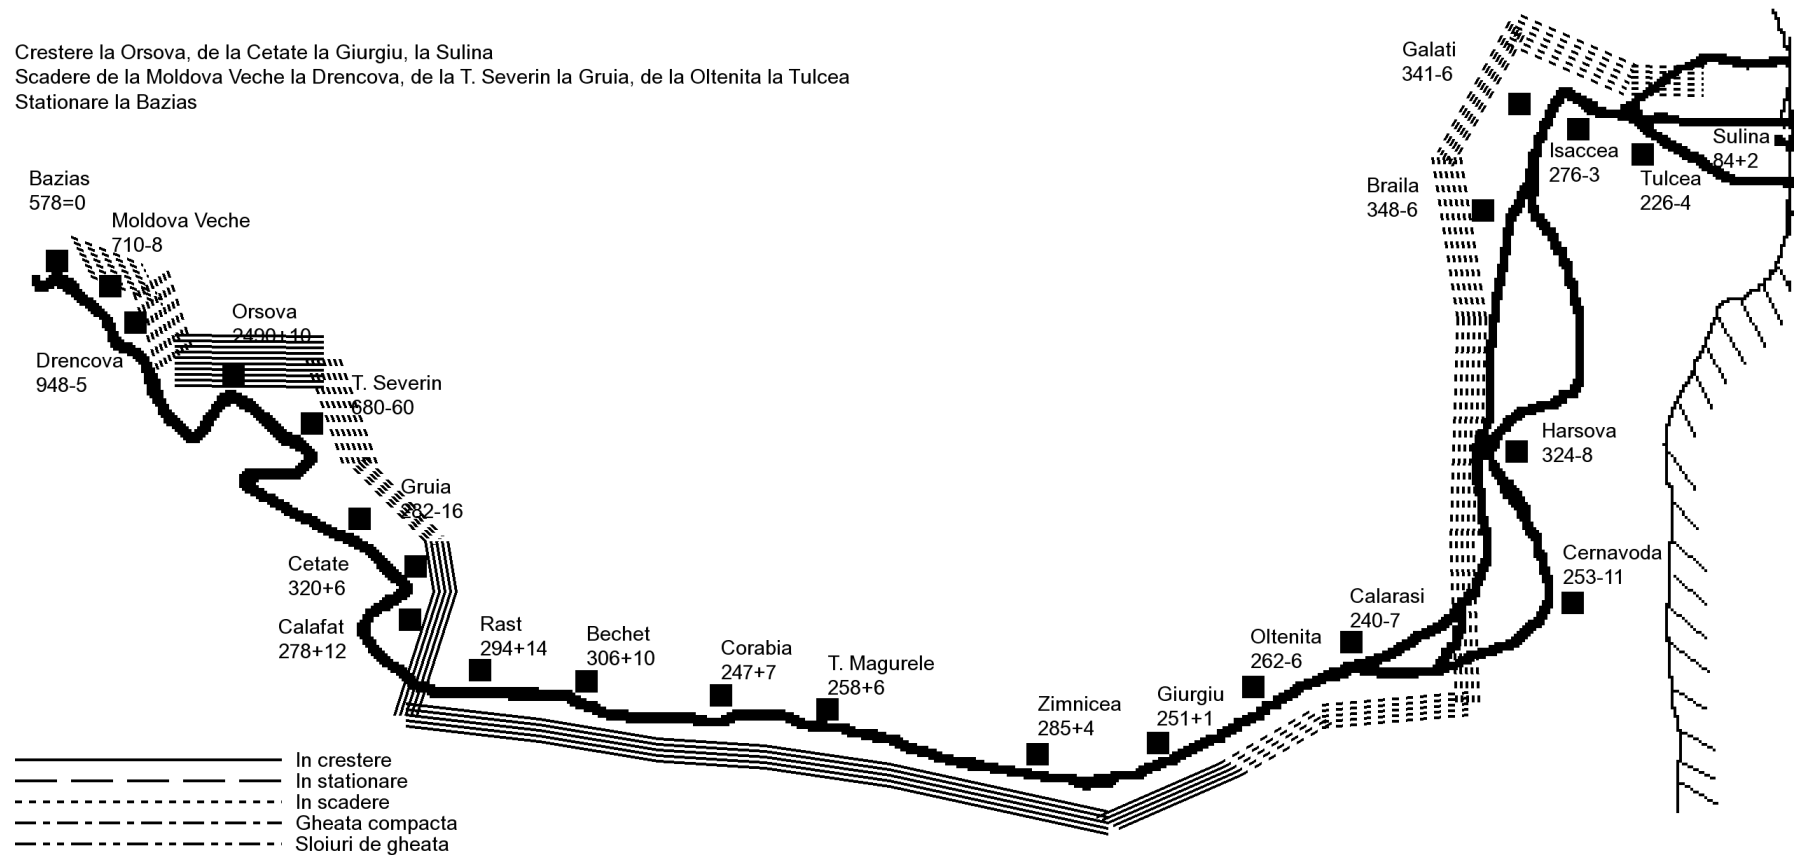 Crestere la Orsova, de la Cetate la Giurgiu, la Sulina
Scadere de la Moldova Veche la Drencova, de la T. Severin la Gruia, de la Oltenita la Tulcea
Stationare la Bazias
Bazias
578=0
Moldova Veche
710-8
Drencova
948-5
Orsova
2490+10
T. Severin
680-60
Gruia
282-16
Cetate
320+6
Calafat
278+12
Rast
294+14
Bechet
306+10
Corabia
247+7
T. Magurele
258+6
Zimnicea
285+4
Giurgiu
251+1
Oltenita
262-6
Calarasi
240-7
Cernavoda
253-11
Harsova
324-8
Braila
348-6
Galati
341-6
Isaccea
276-3
Tulcea
226-4
Sulina
84+2
In crestere
In stationare
In scadere
Gheata compacta
Sloiuri de gheata